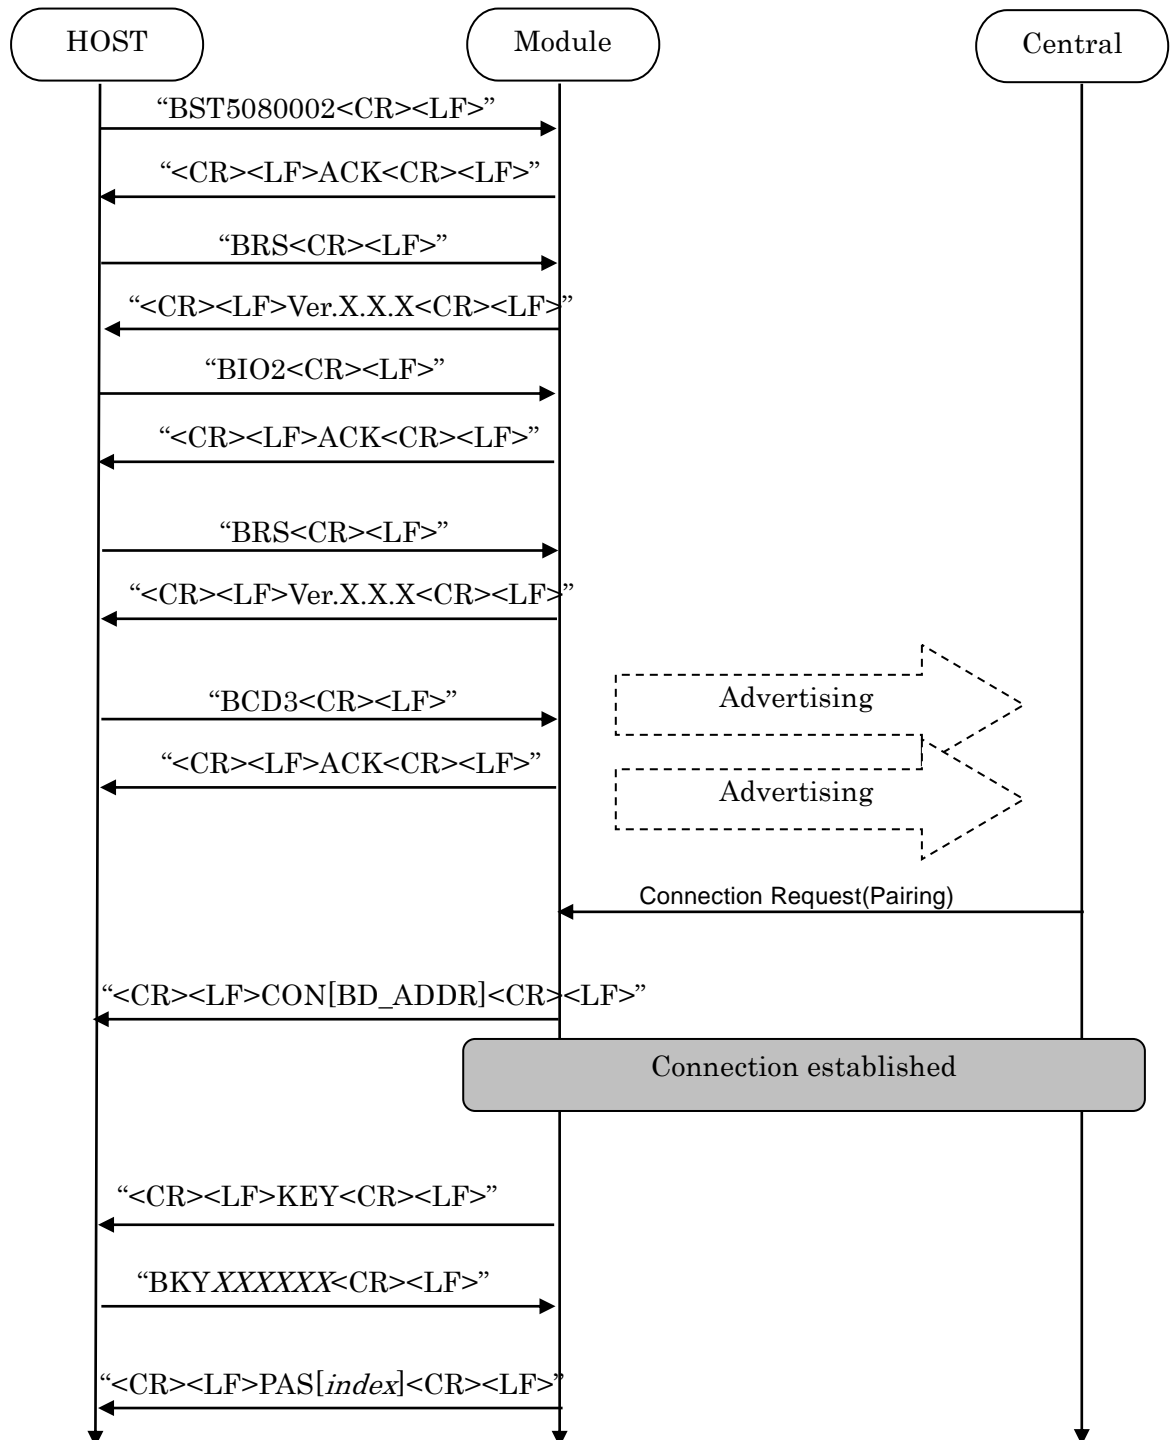 HOST Module Central
“BST5080002<CR><LF>”
“<CR><LF>ACK<CR><LF>”
“BRS<CR><LF>”
“<CR><LF>Ver.X.X.X<CR><LF>”
“BIO2<CR><LF>”
“<CR><LF>ACK<CR><LF>”
“BRS<CR><LF>”
“<CR><LF>Ver.X.X.X<CR><LF>”
“BCD3<CR><LF>”
Advertising
“<CR><LF>ACK<CR><LF>”
Advertising
Connection Request(Pairing)
“<CR><LF>CON[BD_ADDR]<CR><LF>”
Connection established
“<CR><LF>KEY<CR><LF>”
“BKYXXXXXX<CR><LF>”
“<CR><LF>PAS[index]<CR><LF>”